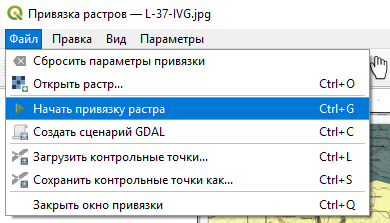 Привязка растров — L-37-IVG.jpg
Файл Правка Вид Параметры
Сбросить параметры привязки
Открыть растр... Ctrl+O
Начать привязку растра Ctrl+G
Создать сценарий GDAL Ctrl+C
Загрузить контрольные точки... Ctrl+L
Сохранить контрольные точки как... Ctrl+S
Закрыть окно привязки Ctrl+Q